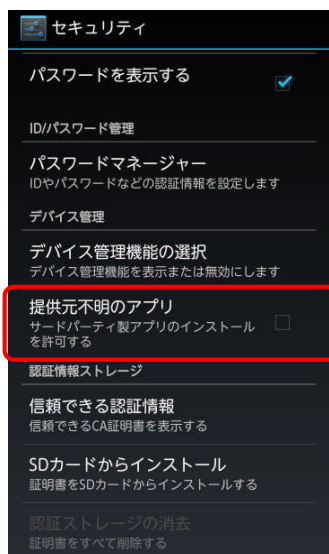 セキュリティ
パスワードを表示する
ID/パスワード管理
パスワードマネージャー
IDやパスワードなどの認証情報を設定します
デバイス管理
デバイス管理機能の選択
デバイス管理機能を表示または無効にします
提供元不明のアプリ
サードパーティ製アプリのインストール
を許可する
認証情報ストレージ
信頼できる認証情報
信頼できるCA証明書を表示する
SDカードからインストール
証明書をSDカードからインストールする
認証ストレージの消去
証明書をすべて削除する